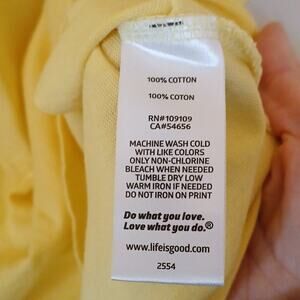 100% COTTON
100% COTON
RN#109109
CA#54656
MACHINE WASH COLD
WITH LIKE COLORS
ONLY NON-CHLORINE
BLEACH WHEN NEEDED
TUMBLE DRY LOW
WARM IRON IF NEEDED
DO NOT IRON ON PRINT
Do what you love.
Love what you do.®
www.lifeisgood.com
2554